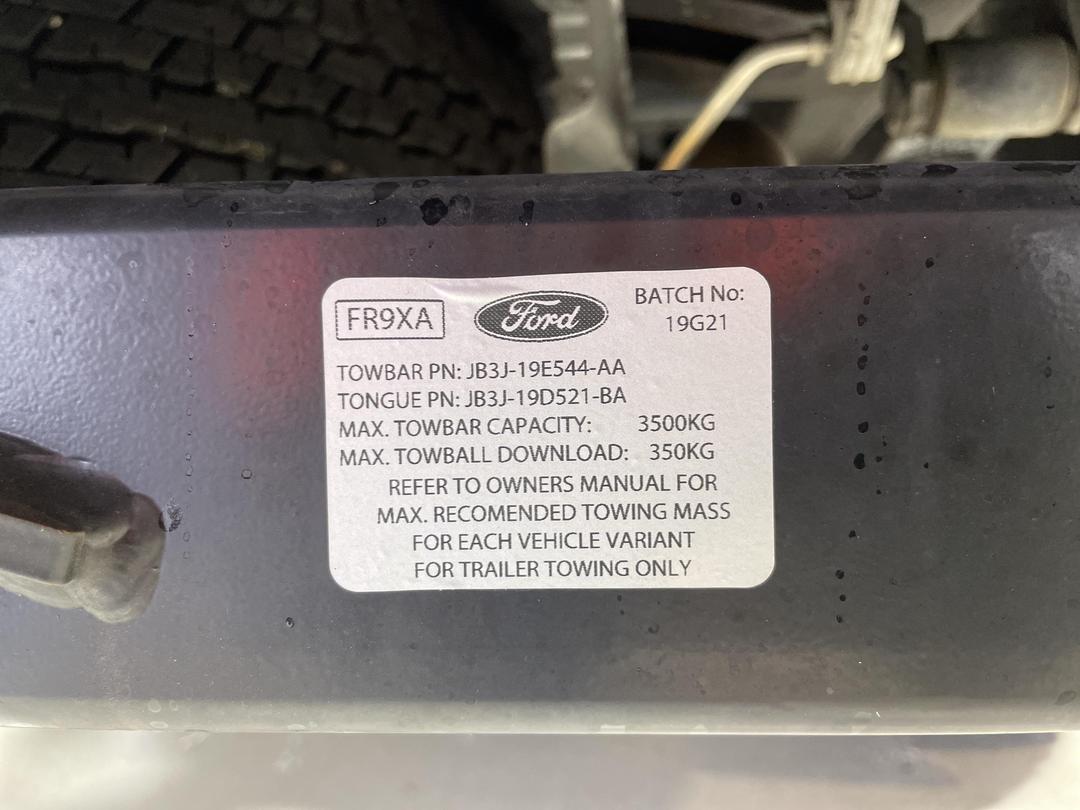 FR9XA
Ford
BATCH No:
19G21
TOWBAR PN: JB3J-19E544-AA
TONGUE PN: JB3J-19D521-BA
MAX. TOWBAR CAPACITY: 3500KG
MAX. TOWBALL DOWNLOAD: 350KG
REFER TO OWNERS MANUAL FOR
MAX. RECOMENDED TOWING MASS
FOR EACH VEHICLE VARIANT
FOR TRAILER TOWING ONLY